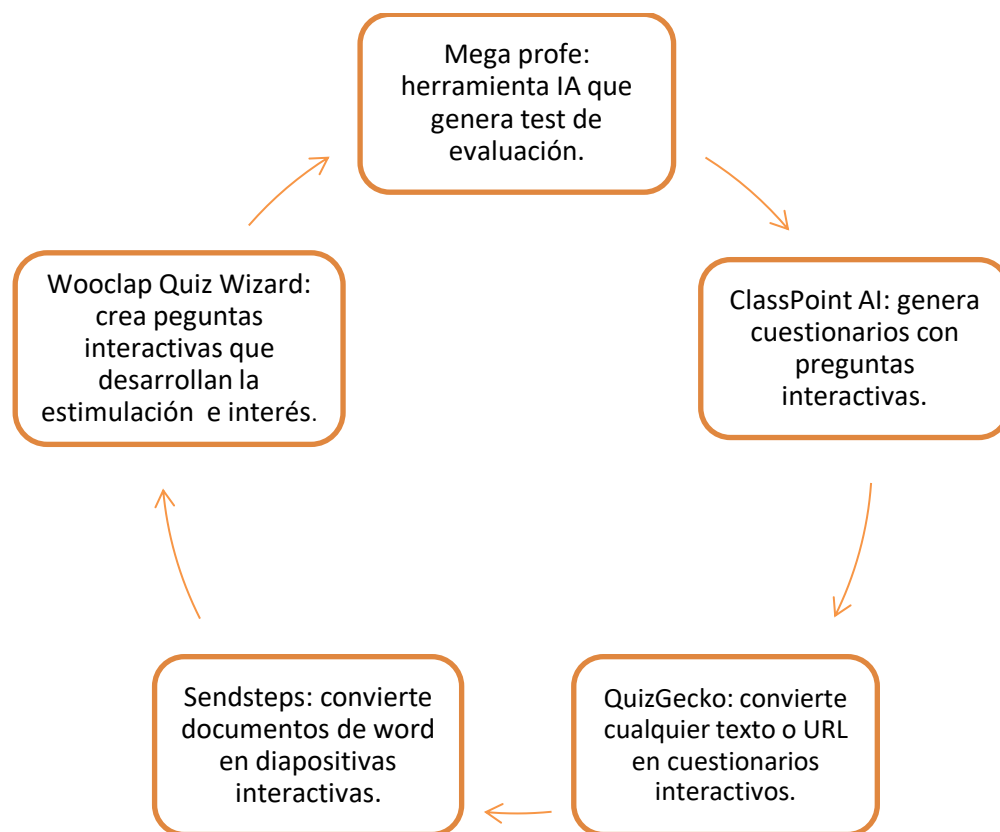 Mega profe:
herramienta IA que
genera test de
evaluación.
ClassPoint AI: genera
cuestionarios con
preguntas
interactivas.
QuizGecko: convierte
cualquier texto o URL
en cuestionarios
interactivos.
Sendsteps: convierte
documentos de word
en diapositivas
interactivas.
Wooclap Quiz Wizard:
crea peguntas
interactivas que
desarrollan la
estimulación  e interés.